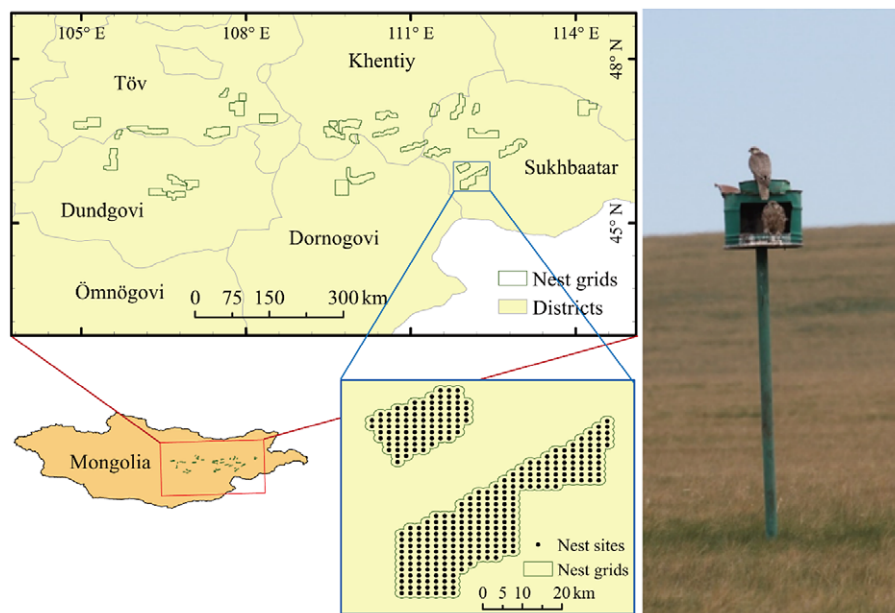 105° E 108° E 111° E 114° E
48° N
Khentiy
Töv
Sukhbaatar
Dundgovi
Dornogovi
45° N
Ömnögovi
Nest grids
0 75 150 300 km
Districts
Mongolia
Nest sites
Nest grids
0 5 10 20 km